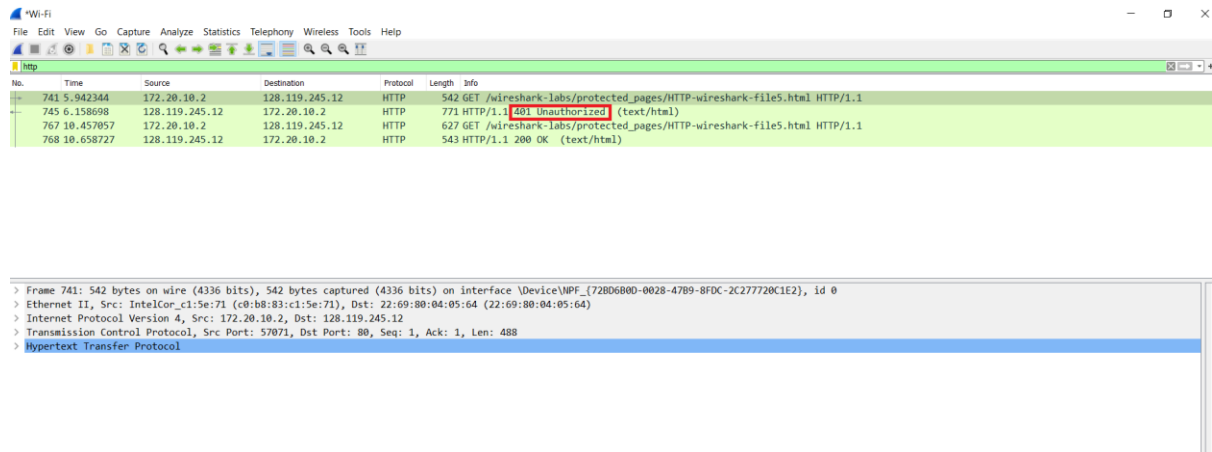 *Wi-Fi
File Edit View Go Capture Analyze Statistics Telephony Wireless Tools Help
http
No. Time Source Destination Protocol Length Info
741 5.942344 172.20.10.2 128.119.245.12 HTTP 542 GET /wireshark-labs/protected_pages/HTTP-wireshark-file5.html HTTP/1.1
745 6.158698 128.119.245.12 172.20.10.2 HTTP 771 HTTP/1.1 401 Unauthorized (text/html)
767 10.457057 172.20.10.2 128.119.245.12 HTTP 627 GET /wireshark-labs/protected_pages/HTTP-wireshark-file5.html HTTP/1.1
768 10.658727 128.119.245.12 172.20.10.2 HTTP 543 HTTP/1.1 200 OK (text/html)
> Frame 741: 542 bytes on wire (4336 bits), 542 bytes captured (4336 bits) on interface \Device\NPF_{72BD6B0D-0028-47B9-8FDC-2C277720C1E2}, id 0
> Ethernet II, Src: IntelCor_c1:5e:71 (c0:b8:83:c1:5e:71), Dst: 22:69:80:04:05:64 (22:69:80:04:05:64)
> Internet Protocol Version 4, Src: 172.20.10.2, Dst: 128.119.245.12
> Transmission Control Protocol, Src Port: 57071, Dst Port: 80, Seq: 1, Ack: 1, Len: 488
> Hypertext Transfer Protocol